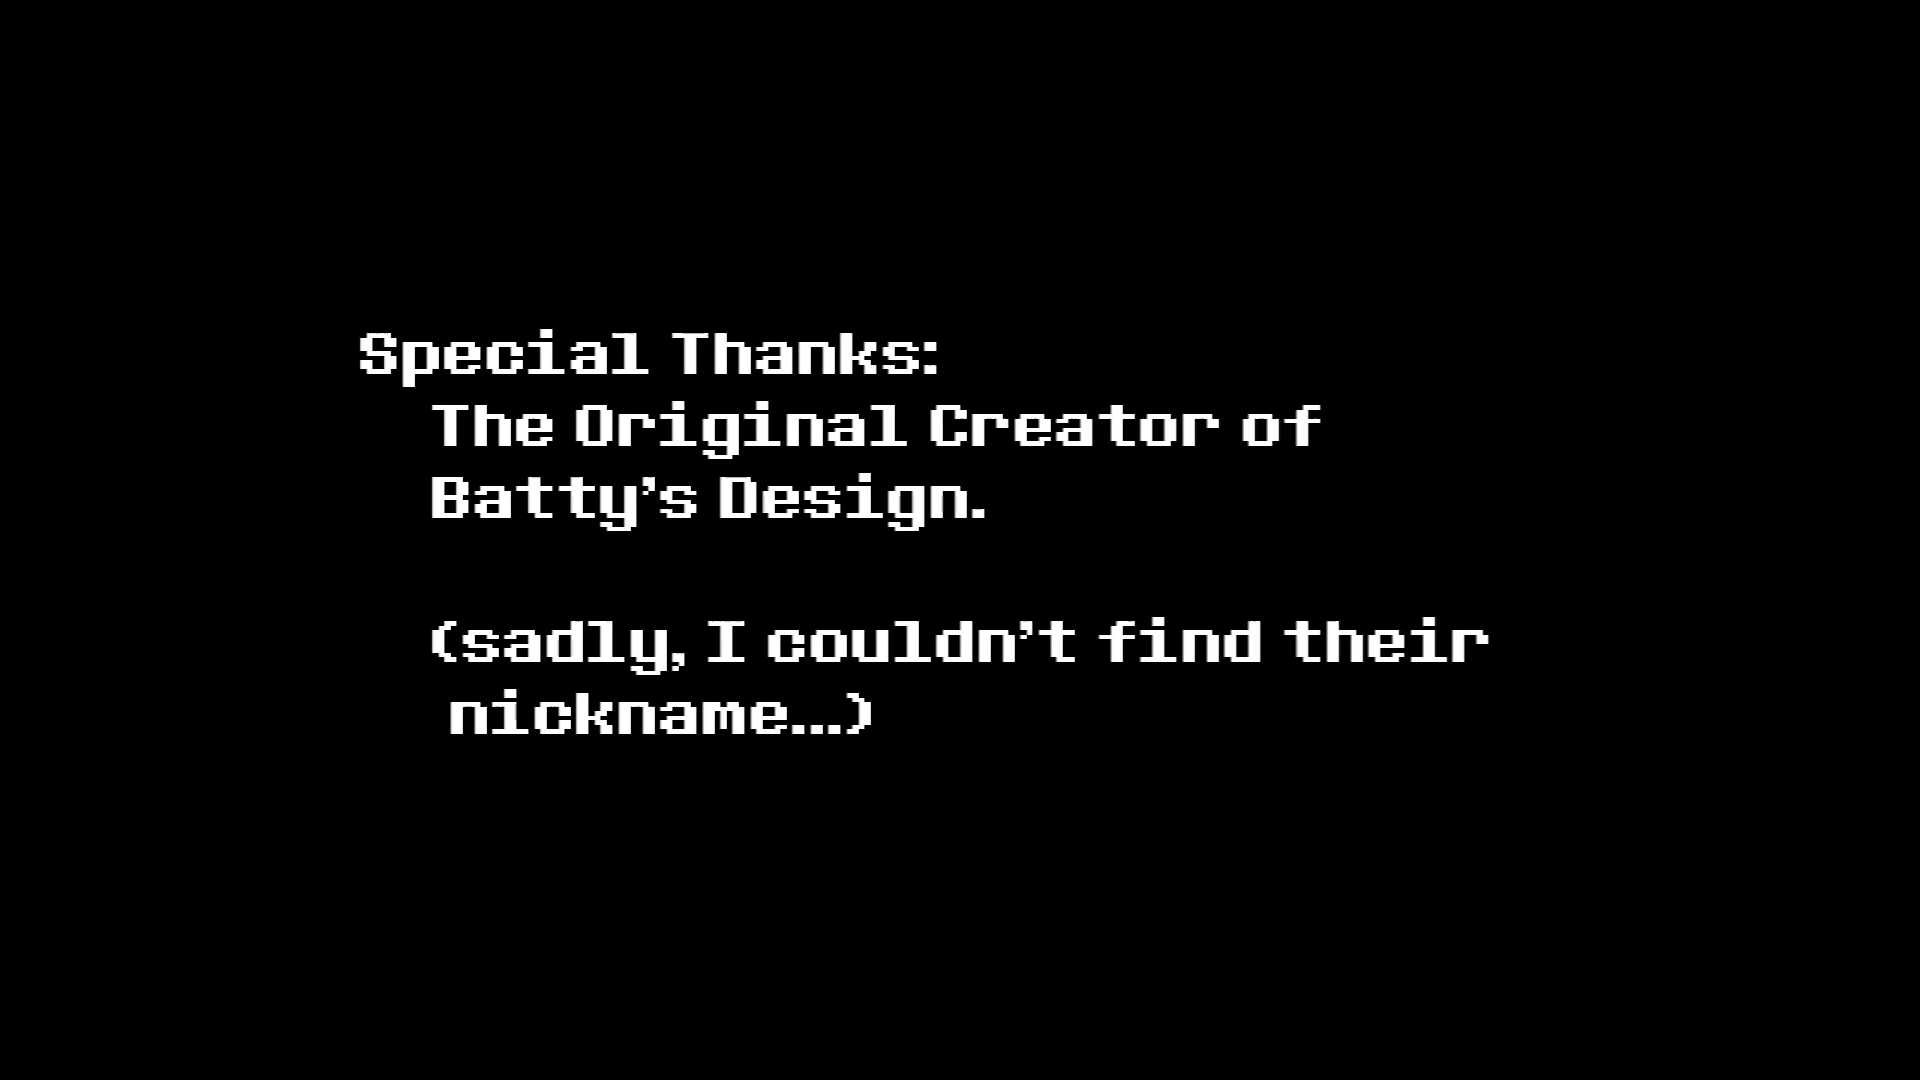 Special Thanks:
The Original Creator of
Batty's Design.
(sadly, I couldn't find their
nickname...)